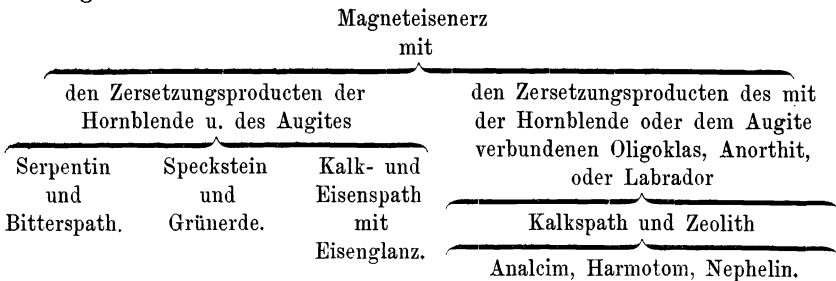 Magneteisenerz
mit
den Zersetzungsproducten der
Hornblende u. des Augites
Serpentin
und
Bitterspath.
Speckstein
und
Grünerde.
Kalk- und
Eisenspath
mit
Eisenglanz.
den Zersetzungsproducten des mit
der Hornblende oder dem Augite
verbundenen Oligoklas, Anorthit,
oder Labrador
Kalkspath und Zeolith
Analcim, Harmotom, Nephelin.